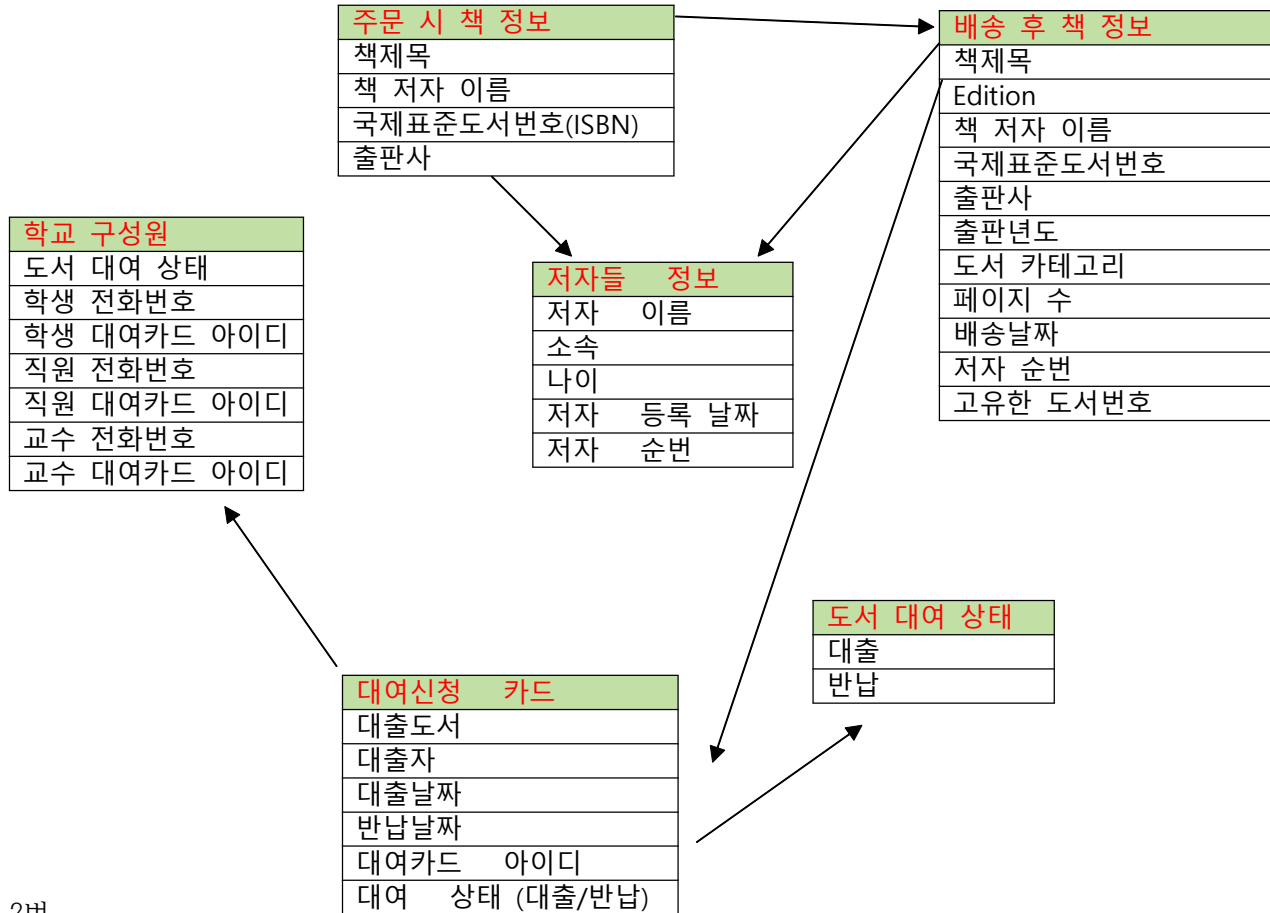 주문 시 책 정보
책제목
책 저자 이름
국제표준도서번호(ISBN)
출판사
배송 후 책 정보
책제목
Edition
책 저자 이름
국제표준도서번호
출판사
출판년도
도서 카테고리
페이지 수
배송날짜
저자 순번
고유한 도서번호
학교 구성원
도서 대여 상태
학생 전화번호
학생 대여카드 아이디
직원 전화번호
직원 대여카드 아이디
교수 전화번호
교수 대여카드 아이디
저자들 정보
저자 이름
소속
나이
저자 등록 날짜
저자 순번
도서 대여 상태
대출
반납
대여신청 카드
대출도서
대출자
대출날짜
반납날짜
대여카드 아이디
대여 상태 (대출/반납)
2번